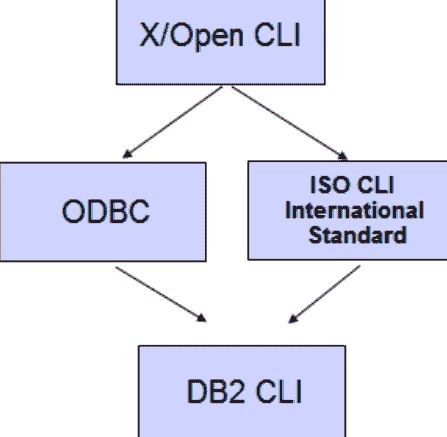 X/Open CLI
ODBC
ISO CLI
International
Standard
DB2 CLI